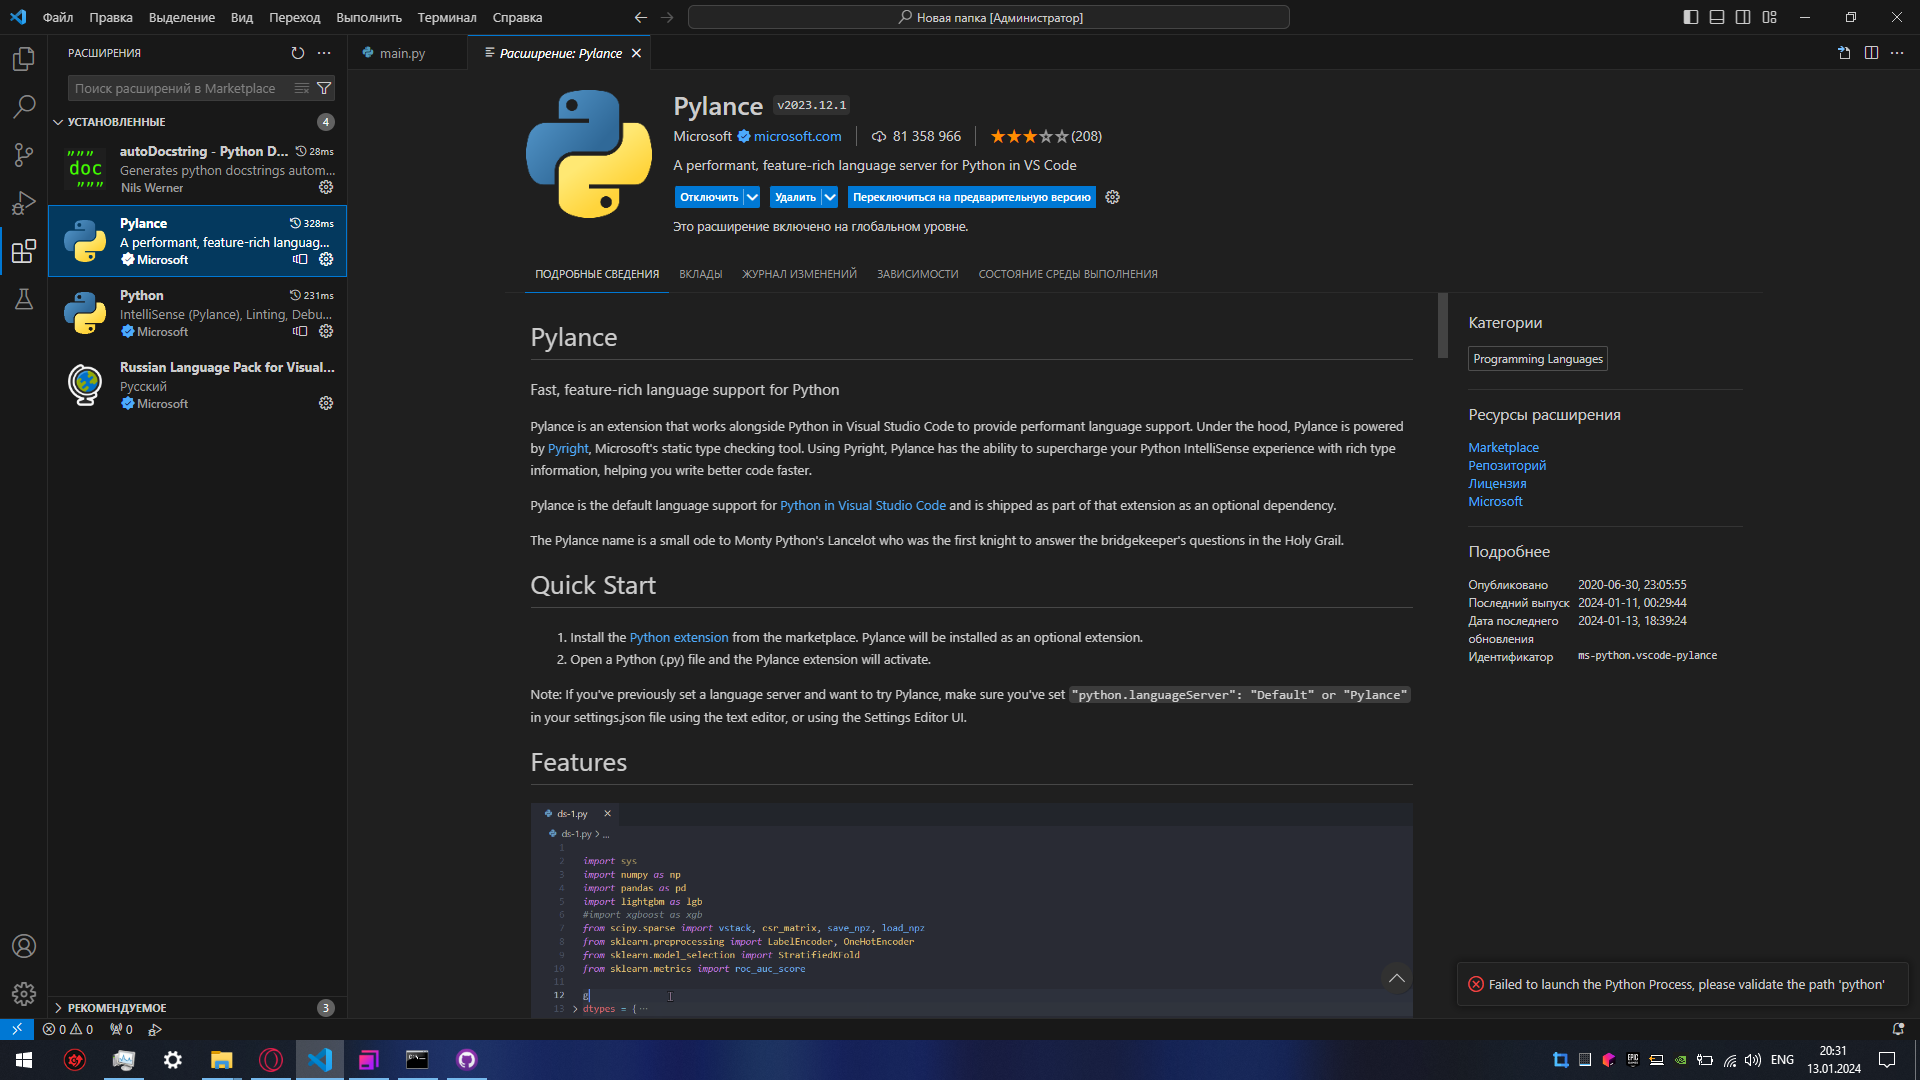 Файл Правка Выделение Вид Переход Выполнить Терминал Справка
Новая папка [Администратор]
РАСШИРЕНИЯ
main.py
Расширение: Pylance
Поиск расширений в Marketplace
УСТАНОВЛЕННЫЕ 4
"""
doc
"""
autoDocstring - Python D... 28ms
Generates python docstrings autom...
Nils Werner
Pylance 328ms
A performant, feature-rich languag...
Microsoft
Python 231ms
IntelliSense (Pylance), Linting, Debu...
Microsoft
Russian Language Pack for Visual...
Русский
Microsoft
РЕКОМЕНДУЕМОЕ 3
Pylance v2023.12.1
Microsoft microsoft.com 81 358 966 (208)
A performant, feature-rich language server for Python in VS Code
Отключить Удалить Переключиться на предварительную версию
Это расширение включено на глобальном уровне.
ПОДРОБНЫЕ СВЕДЕНИЯ ВКЛАДЫ ЖУРНАЛ ИЗМЕНЕНИЙ ЗАВИСИМОСТИ СОСТОЯНИЕ СРЕДЫ ВЫПОЛНЕНИЯ
Pylance
Fast, feature-rich language support for Python
Pylance is an extension that works alongside Python in Visual Studio Code to provide performant language support. Under the hood, Pylance is powered
by Pyright, Microsoft's static type checking tool. Using Pyright, Pylance has the ability to supercharge your Python IntelliSense experience with rich type
information, helping you write better code faster.
Pylance is the default language support for Python in Visual Studio Code and is shipped as part of that extension as an optional dependency.
The Pylance name is a small ode to Monty Python's Lancelot who was the first knight to answer the bridgekeeper's questions in the Holy Grail.
Quick Start
1. Install the Python extension from the marketplace. Pylance will be installed as an optional extension.
2. Open a Python (.py) file and the Pylance extension will activate.
Note: If you've previously set a language server and want to try Pylance, make sure you've set "python.languageServer": "Default" or "Pylance"
in your settings.json file using the text editor, or using the Settings Editor UI.
Features
ds-1.py
ds-1.py > ...
1
2 import sys
3 import numpy as np
4 import pandas as pd
5 import lightgbm as lgb
6 #import xgboost as xgb
7 from scipy.sparse import vstack, csr_matrix, save_npz, load_npz
8 from sklearn.preprocessing import LabelEncoder, OneHotEncoder
9 from sklearn.model_selection import StratifiedKFold
10 from sklearn.metrics import roc_auc_score
11
12 g
13 > dtypes = {...
Категории
Programming Languages
Ресурсы расширения
Marketplace
Репозиторий
Лицензия
Microsoft
Подробнее
Опубликовано 2020-06-30, 23:05:55
Последний выпуск 2024-01-11, 00:29:44
Дата последнего обновления 2024-01-13, 18:39:24
Идентификатор ms-python.vscode-pylance
Failed to launch the Python Process, please validate the path 'python'
0 0 0
ENG
20:31
13.01.2024